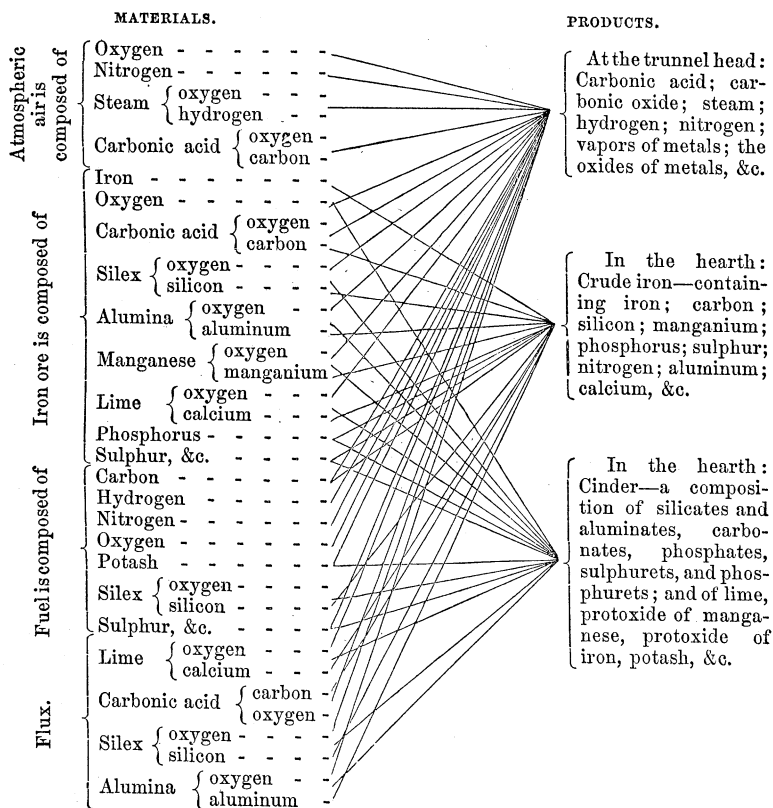 MATERIALS.
PRODUCTS.
Atmospheric
air is
composed of
Oxygen
Nitrogen
Steam
oxygen
hydrogen
Carbonic acid
oxygen
carbon
Iron ore is composed of
Iron
Oxygen
Carbonic acid
oxygen
carbon
Silex
oxygen
silicon
Alumina
oxygen
aluminum
Manganese
oxygen
manganium
Lime
oxygen
calcium
Phosphorus
Sulphur, &c.
Fuel is composed of
Carbon
Hydrogen
Nitrogen
Oxygen
Potash
Silex
oxygen
silicon
Sulphur, &c.
Flux.
Lime
oxygen
calcium
Carbonic acid
carbon
oxygen
Silex
oxygen
silicon
Alumina
oxygen
aluminum
At the trunnel head:
Carbonic acid; car-
bonic oxide; steam;
hydrogen; nitrogen;
vapors of metals; the
oxides of metals, &c.
In the hearth:
Crude iron—contain-
ing iron; carbon;
silicon; manganium;
phosphorus; sulphur;
nitrogen; aluminum;
calcium, &c.
In the hearth:
Cinder—a composi-
tion of silicates and
aluminates, carbo-
nates, phosphates,
sulphurets, and phos-
phurets; and of lime,
protoxide of manga-
nese, protoxide of
iron, potash, &c.